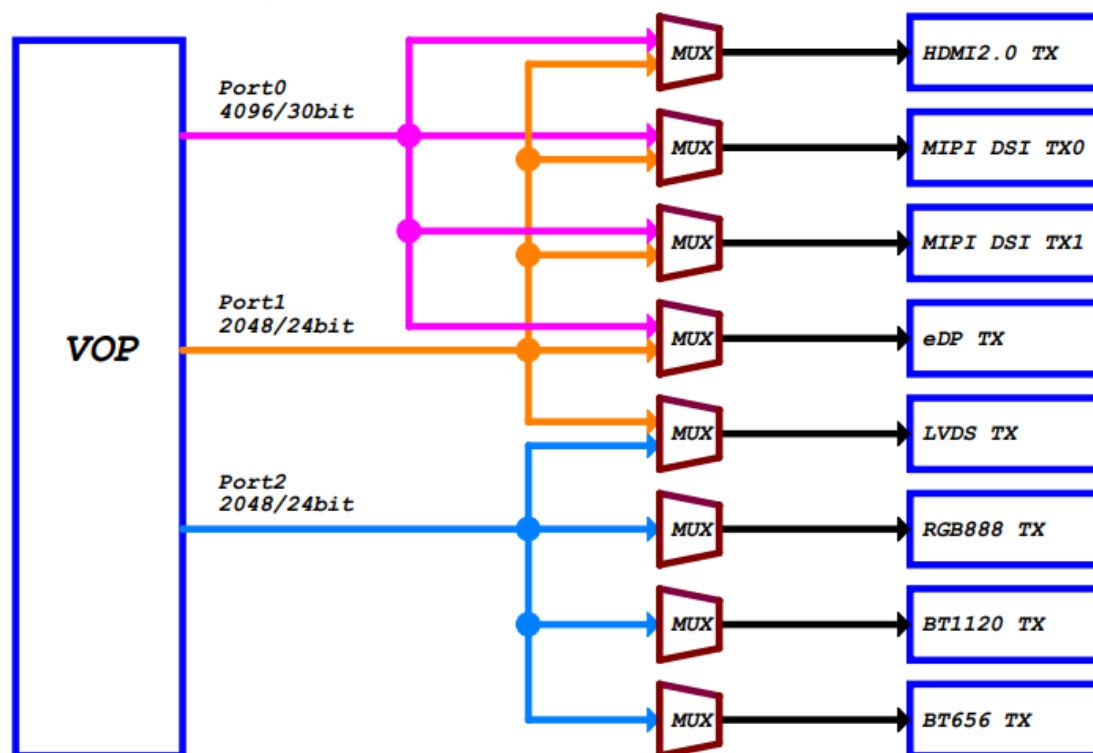 MUX
HDMI2.0 TX
Port0
4096/30bit
MUX
MIPI DSI TX0
MUX
MIPI DSI TX1
Port1
2048/24bit
VOP
MUX
eDP TX
MUX
LVDS TX
Port2
2048/24bit
MUX
RGB888 TX
MUX
BT1120 TX
MUX
BT656 TX